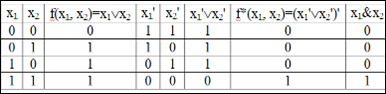 x₁ x₂ f(x₁, x₂)=x₁∨x₂ x₁' x₂' x₁'∨x₂' f*(x₁, x₂)=(x₁'∨x₂')' x₁&x₂
0 0 0 1 1 1 0 0
0 1 1 1 0 1 0 0
1 0 1 0 1 1 0 0
1 1 1 0 0 0 1 1